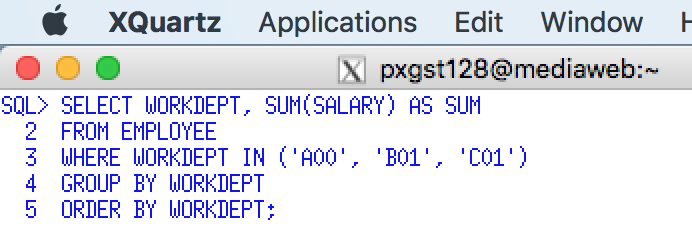 XQuartz Applications Edit Window H
X pxgst128@mediaweb:~
SQL> SELECT WORKDEPT, SUM(SALARY) AS SUM
2 FROM EMPLOYEE
3 WHERE WORKDEPT IN ('A00', 'B01', 'C01')
4 GROUP BY WORKDEPT
5 ORDER BY WORKDEPT;